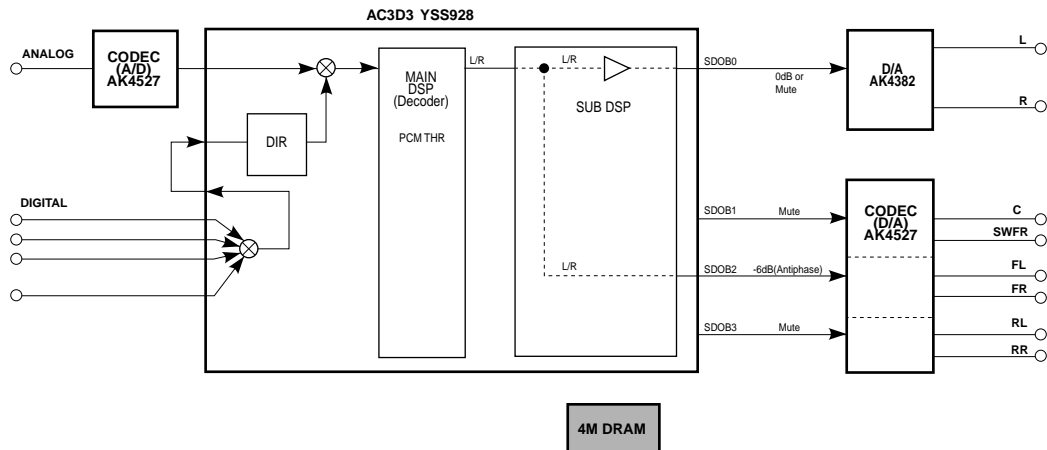 AC3D3 YSS928
ANALOG
CODEC
(A/D)
AK4527
MAIN
DSP
(Decoder)
PCM THR
L/R
L/R
SUB DSP
SDOB0
0dB or
Mute
D/A
AK4382
L
R
DIR
DIGITAL
SDOB1
Mute
CODEC
(D/A)
AK4527
C
SWFR
L/R
SDOB2
-6dB(Antiphase)
FL
FR
SDOB3
Mute
RL
RR
4M DRAM